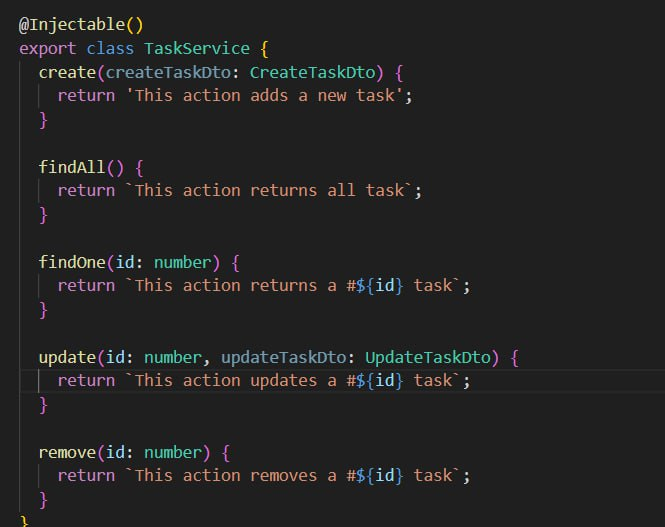 @Injectable()
export class TaskService {
  create(createTaskDto: CreateTaskDto) {
    return 'This action adds a new task';
  }

  findAll() {
    return `This action returns all task`;
  }

  findOne(id: number) {
    return `This action returns a #${id} task`;
  }

  update(id: number, updateTaskDto: UpdateTaskDto) {
    return `This action updates a #${id} task`;
  }

  remove(id: number) {
    return `This action removes a #${id} task`;
  }
}